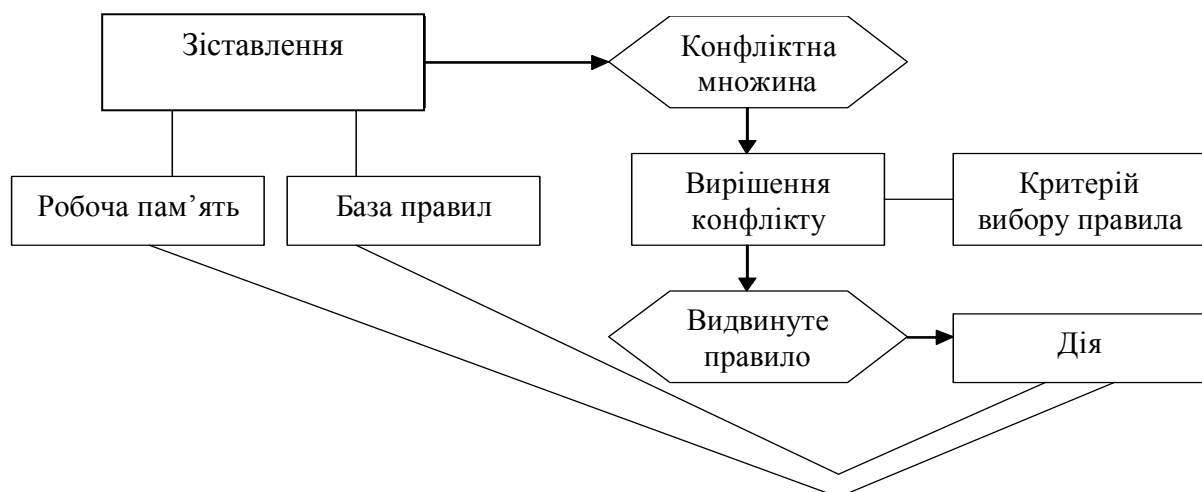 Зіставлення
Конфліктна
множина
Робоча пам’ять
База правил
Вирішення
конфлікту
Критерій
вибору правила
Видвинуте
правило
Дія